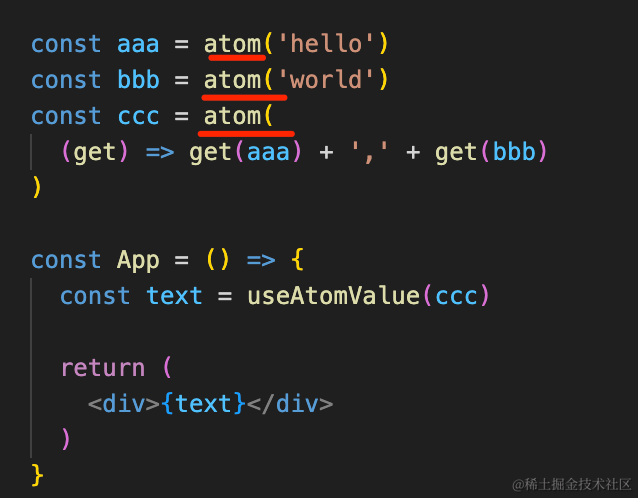 const aaa = atom('hello')
const bbb = atom('world')
const ccc = atom(
  (get) => get(aaa) + ',' + get(bbb)
)

const App = () => {
  const text = useAtomValue(ccc)

  return (
    <div>{text}</div>
  )
}
@稀土掘金技术社区